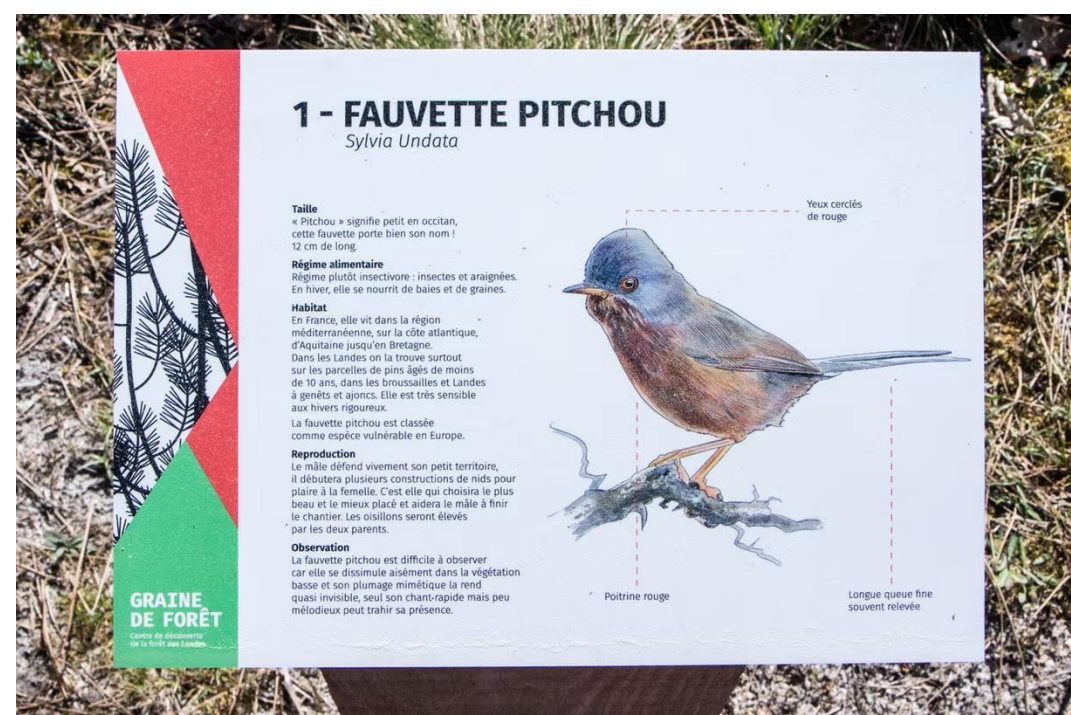 1 - FAUVETTE PITCHOU
Sylvia Undata
Taille
« Pitchou » signifie petit en occitan,
cette fauvette porte bien son nom !
12 cm de long.
Régime alimentaire
Régime plutôt insectivore : insectes et araignées.
En hiver, elle se nourrit de baies et de graines.
Habitat
En France, elle vit dans la région
méditerranéenne, sur la côte atlantique,
d'Aquitaine jusqu'en Bretagne.
Dans les Landes on la trouve surtout
sur les parcelles de pins âgés de moins
de 10 ans, dans les broussailles et Landes
à genêts et ajoncs. Elle est très sensible
aux hivers rigoureux.
La fauvette pitchou est classée
comme espèce vulnérable en Europe.
Reproduction
Le mâle défend vivement son petit territoire,
il débutera plusieurs constructions de nids pour
plaire à la femelle. C'est elle qui choisira le plus
beau et le mieux placé et aidera le mâle à finir
le chantier. Les oisillons seront élevés
par les deux parents.
Observation
La fauvette pitchou est difficile à observer
car elle se dissimule aisément dans la végétation
basse et son plumage mimétique la rend
quasi invisible, seul son chant rapide mais peu
mélodieux peut trahir sa présence.
Yeux cerclés
de rouge
Poitrine rouge
Longue queue fine
souvent relevée
GRAINE
DE FORÊT
Centre de découverte
de la forêt des Landes